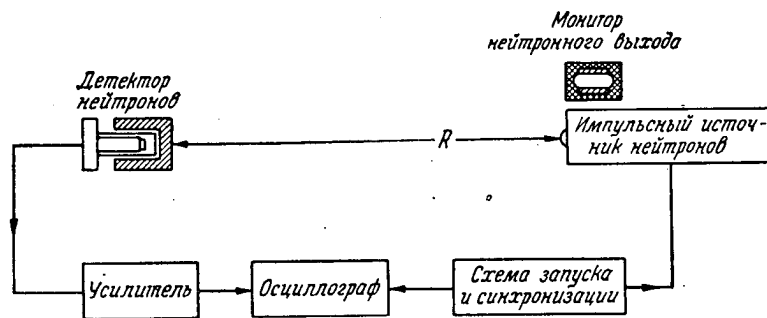 Монитор
нейтронного выхода
Детектор
нейтронов
R
Импульсный источ-
ник нейтронов
Усилитель
Осциллограф
Схема запуска
и синхронизации